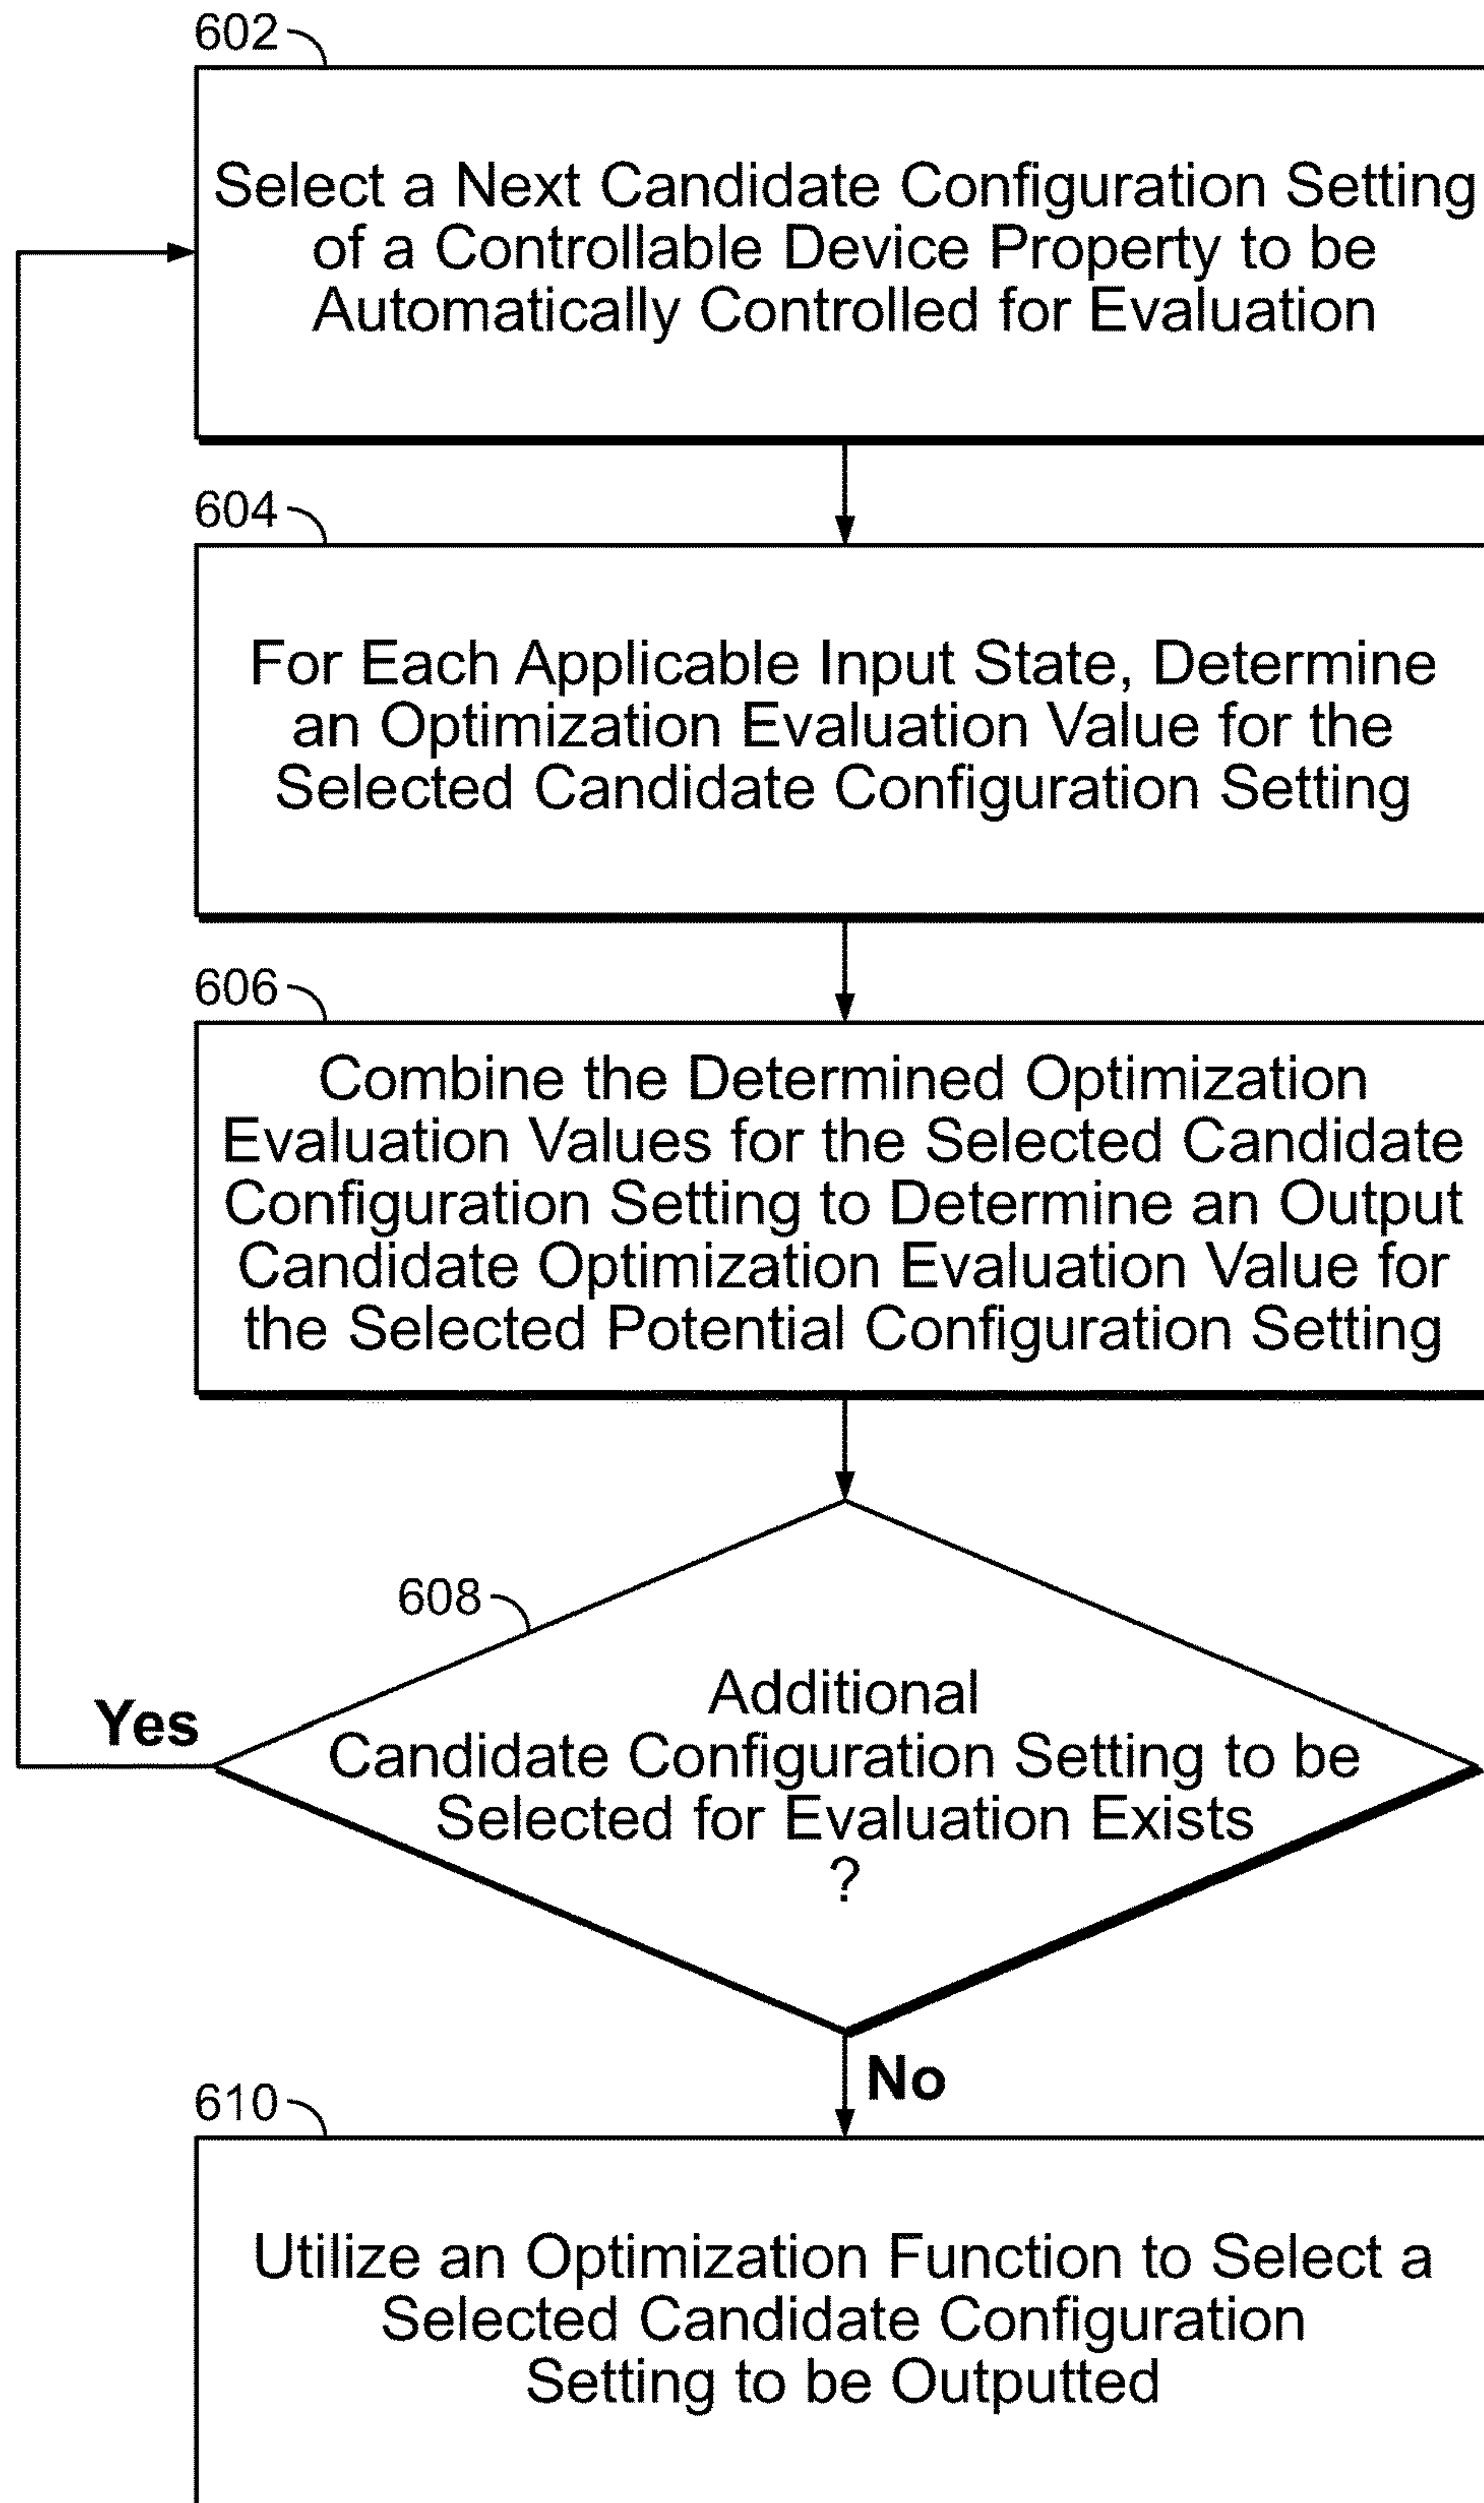 602
Select a Next Candidate Configuration Setting
of a Controllable Device Property to be
Automatically Controlled for Evaluation
604
For Each Applicable Input State, Determine
an Optimization Evaluation Value for the
Selected Candidate Configuration Setting
606
Combine the Determined Optimization
Evaluation Values for the Selected Candidate
Configuration Setting to Determine an Output
Candidate Optimization Evaluation Value for
the Selected Potential Configuration Setting
608
Additional
Candidate Configuration Setting to be
Selected for Evaluation Exists
?
Yes
No
610
Utilize an Optimization Function to Select a
Selected Candidate Configuration
Setting to be Outputted